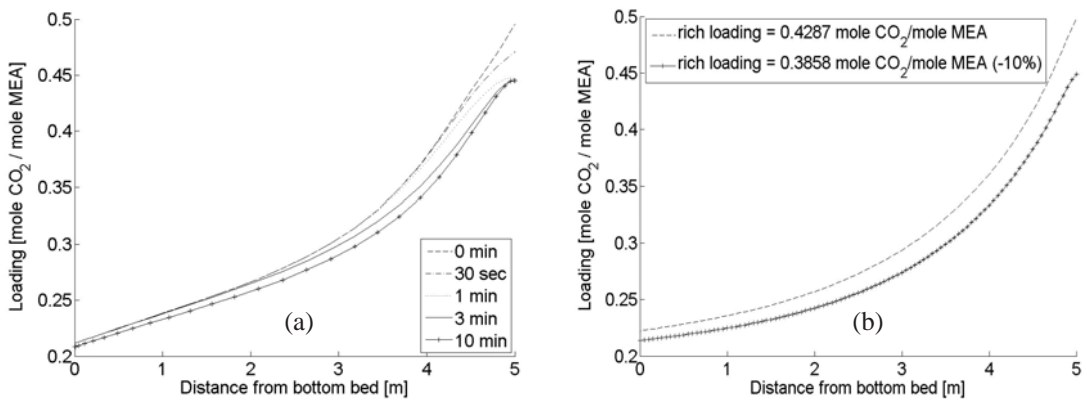 0.5
0.45
0.4
0.35
0.3
0.25
0.2
Loading [mole CO2 / mole MEA]
0 1 2 3 4 5
Distance from bottom bed [m]
0 min
30 sec
1 min
3 min
10 min
(a)
0.5
0.45
0.4
0.35
0.3
0.25
0.2
Loading [mole CO2 / mole MEA]
rich loading = 0.4287 mole CO2/mole MEA
rich loading = 0.3858 mole CO2/mole MEA (-10%)
(b)
0 1 2 3 4 5
Distance from bottom bed [m]